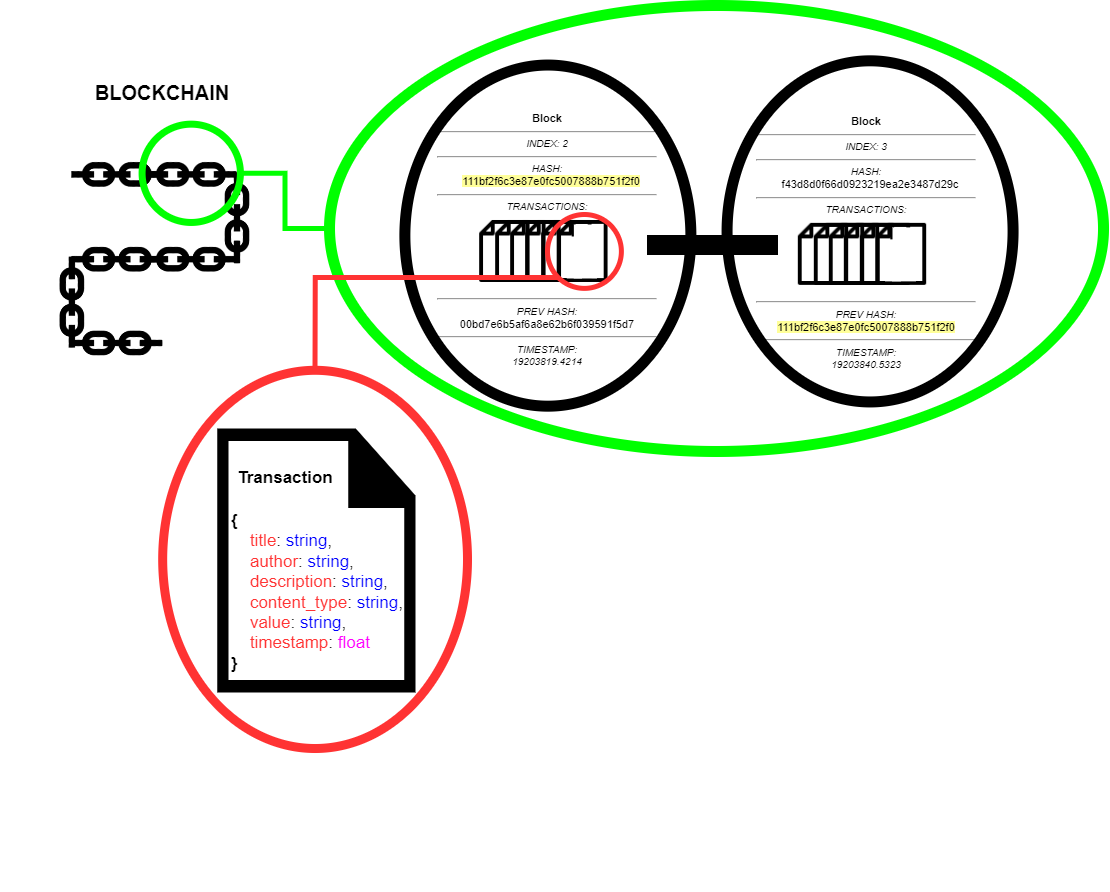 BLOCKCHAIN
Block
INDEX: 2
HASH:
111bf2f6c3e87e0fc5007888b751f2f0
TRANSACTIONS:
PREV HASH:
00bd7e6b5af6a8e62b6f039591f5d7
TIMESTAMP:
19203819.4214
Block
INDEX: 3
HASH:
f43d8d0f66d0923219ea2e3487d29c
TRANSACTIONS:
PREV HASH:
111bf2f6c3e87e0fc5007888b751f2f0
TIMESTAMP:
19203840.5323
Transaction
{
title: string,
author: string,
description: string,
content_type: string,
value: string,
timestamp: float
}